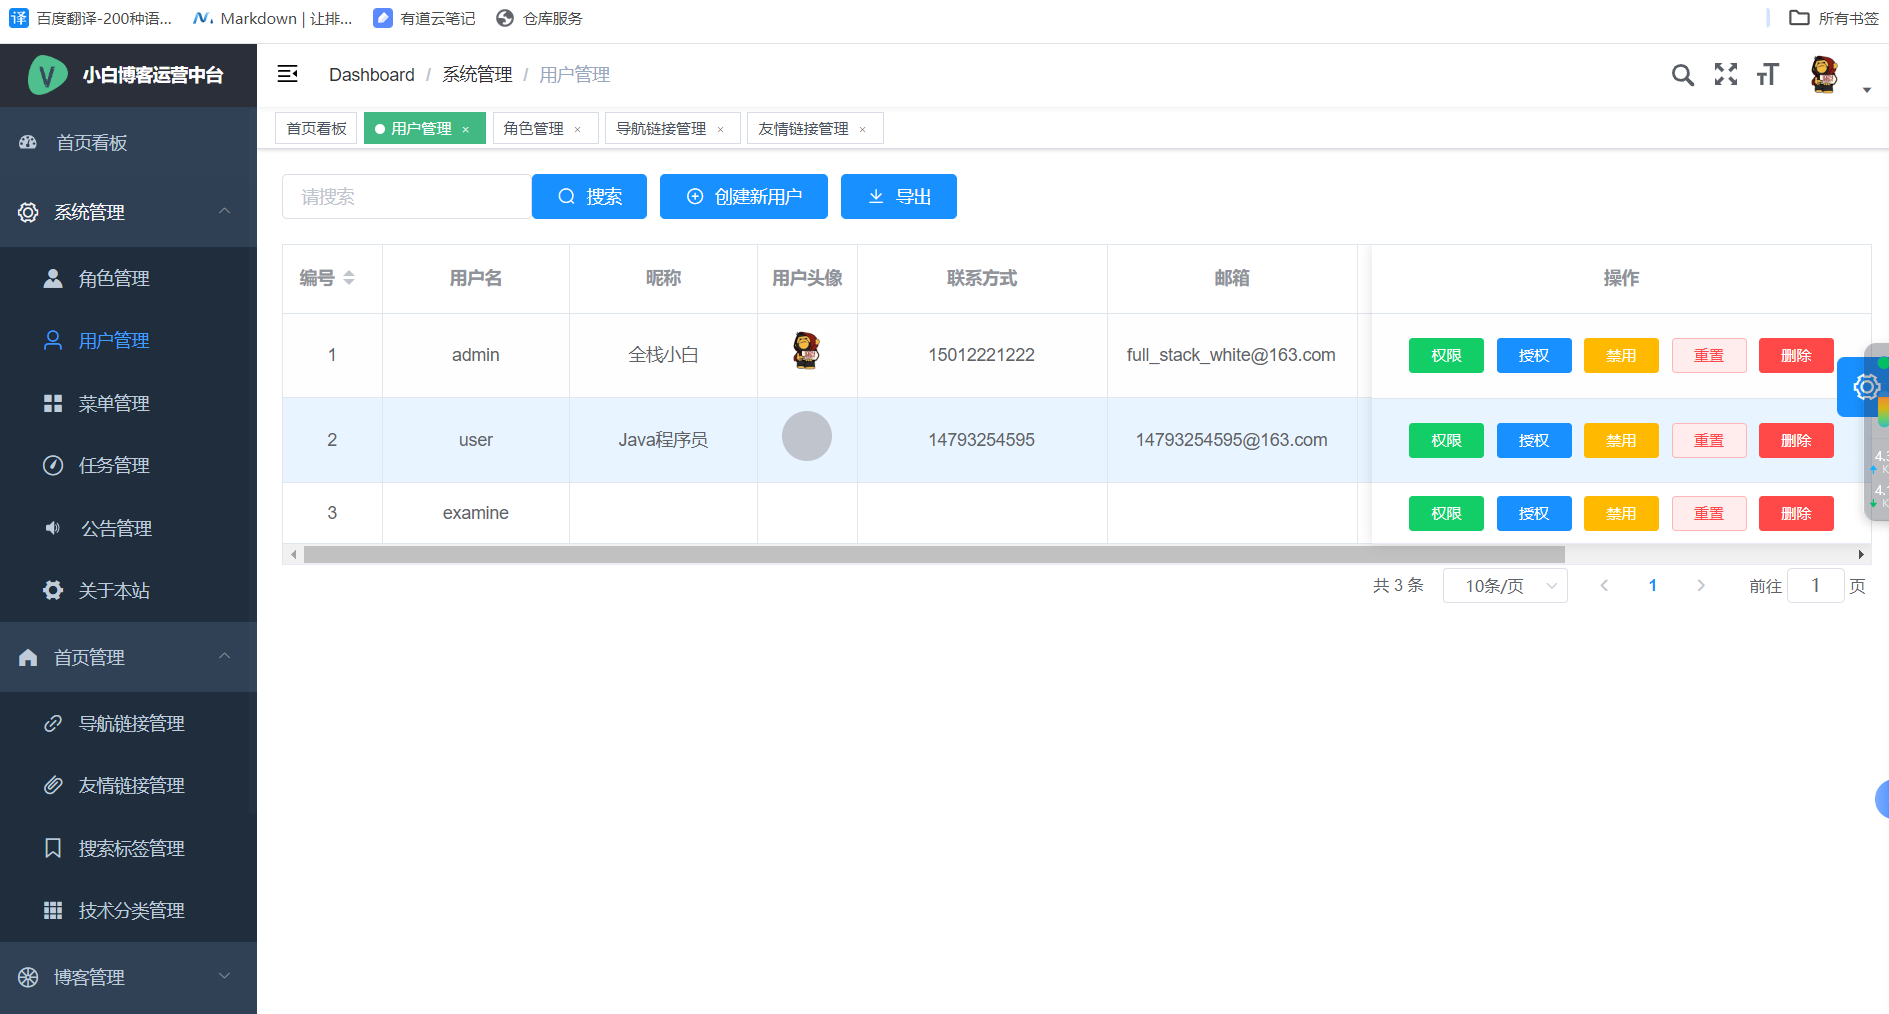 译 百度翻译-200种语... Markdown | 让排... 有道云笔记 仓库服务 所有书签
V 小白博客运营中台
Dashboard / 系统管理 / 用户管理
首页看板 用户管理 × 角色管理 × 导航链接管理 × 友情链接管理 ×
首页看板
系统管理
角色管理
用户管理
菜单管理
任务管理
公告管理
关于本站
首页管理
导航链接管理
友情链接管理
搜索标签管理
技术分类管理
博客管理
请搜索 搜索 创建新用户 导出
编号 用户名 昵称 用户头像 联系方式 邮箱 操作
1 admin 全栈小白 15012221222 full_stack_white@163.com 权限 授权 禁用 重置 删除
2 user Java程序员 14793254595 14793254595@163.com 权限 授权 禁用 重置 删除
3 examine 权限 授权 禁用 重置 删除
共 3 条 10条/页 1 前往 1 页